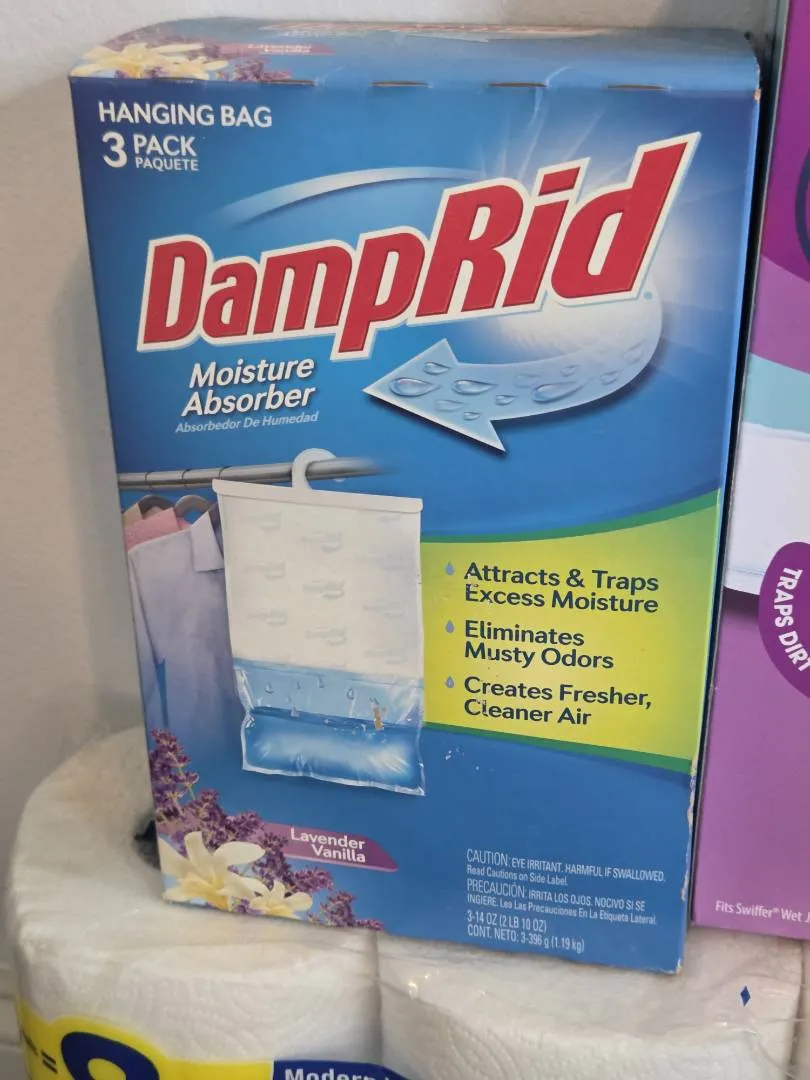 Lavender
Vanilla
HANGING BAG
3 PACK
PAQUETE
DampRid
Moisture
Absorber
Absorbedor De Humedad
Attracts & Traps
Excess Moisture
Eliminates
Musty Odors
Creates Fresher,
Cleaner Air
Lavender
Vanilla
CAUTION: EYE IRRITANT. HARMFUL IF SWALLOWED.
Read Cautions on Side Label.
PRECAUCIÓN: IRRITA LOS OJOS. NOCIVO SI SE
INGIERE. Lea Las Precauciones En La Etiqueta Lateral.
3-14 OZ (2 LB 10 OZ)
CONT. NETO: 3-396 g (1.19 kg)
TRAPS DIRT
Fits Swiffer® Wet J
=
Modern